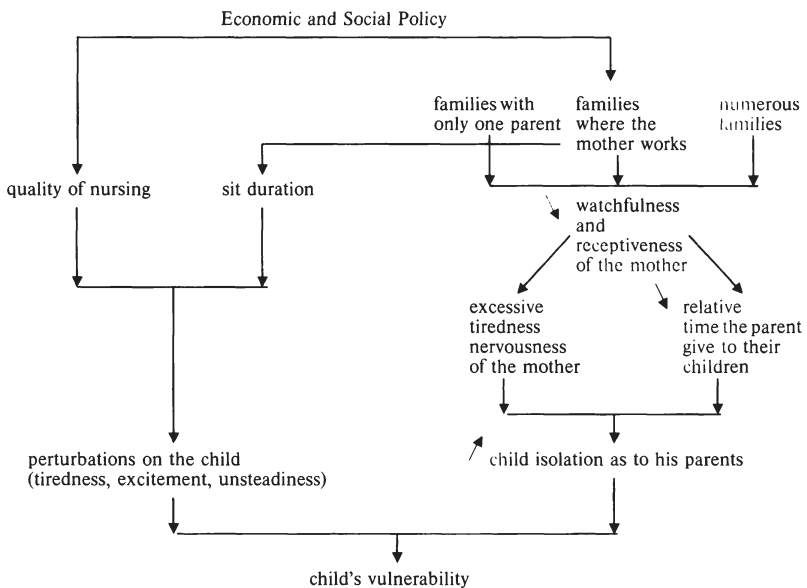 Economic and Social Policy
families with
only one parent
families
where the
mother works
numerous
families
quality of nursing
sit duration
watchfulness
and
receptiveness
of the mother
excessive
tiredness
nervousness
of the mother
relative
time the parent
give to their
children
perturbations on the child
(tiredness, excitement, unsteadiness)
child isolation as to his parents
child's vulnerability